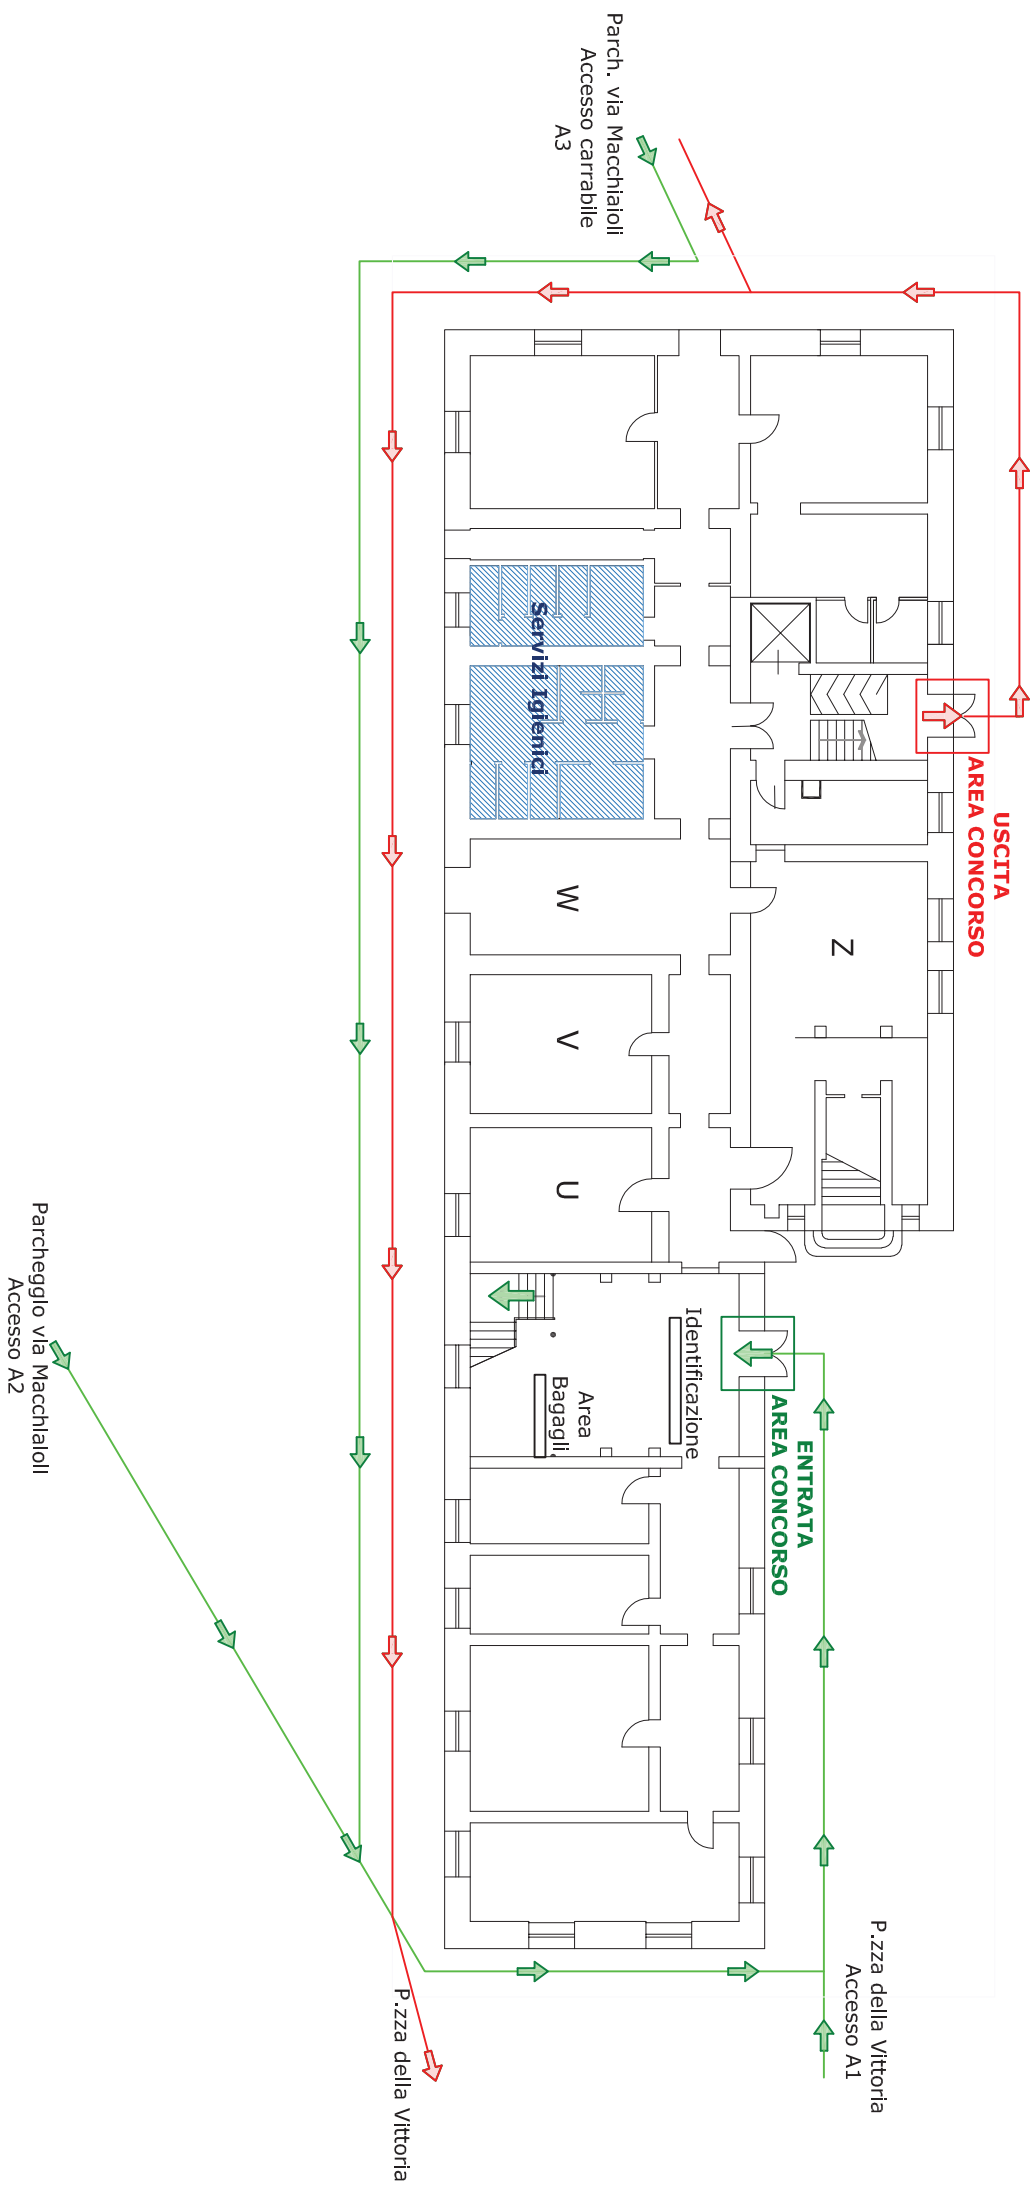 Parch. via Macchiaioli
Accesso carrabile
A3
USCITA
AREA CONCORSO
Servizi Igienici
W
Z
V
U
Identificazione
Area
Bagagli
ENTRATA
AREA CONCORSO
Parcheggio via Macchiaioli
Accesso A2
P.zza della Vittoria
Accesso A1
P.zza della Vittoria